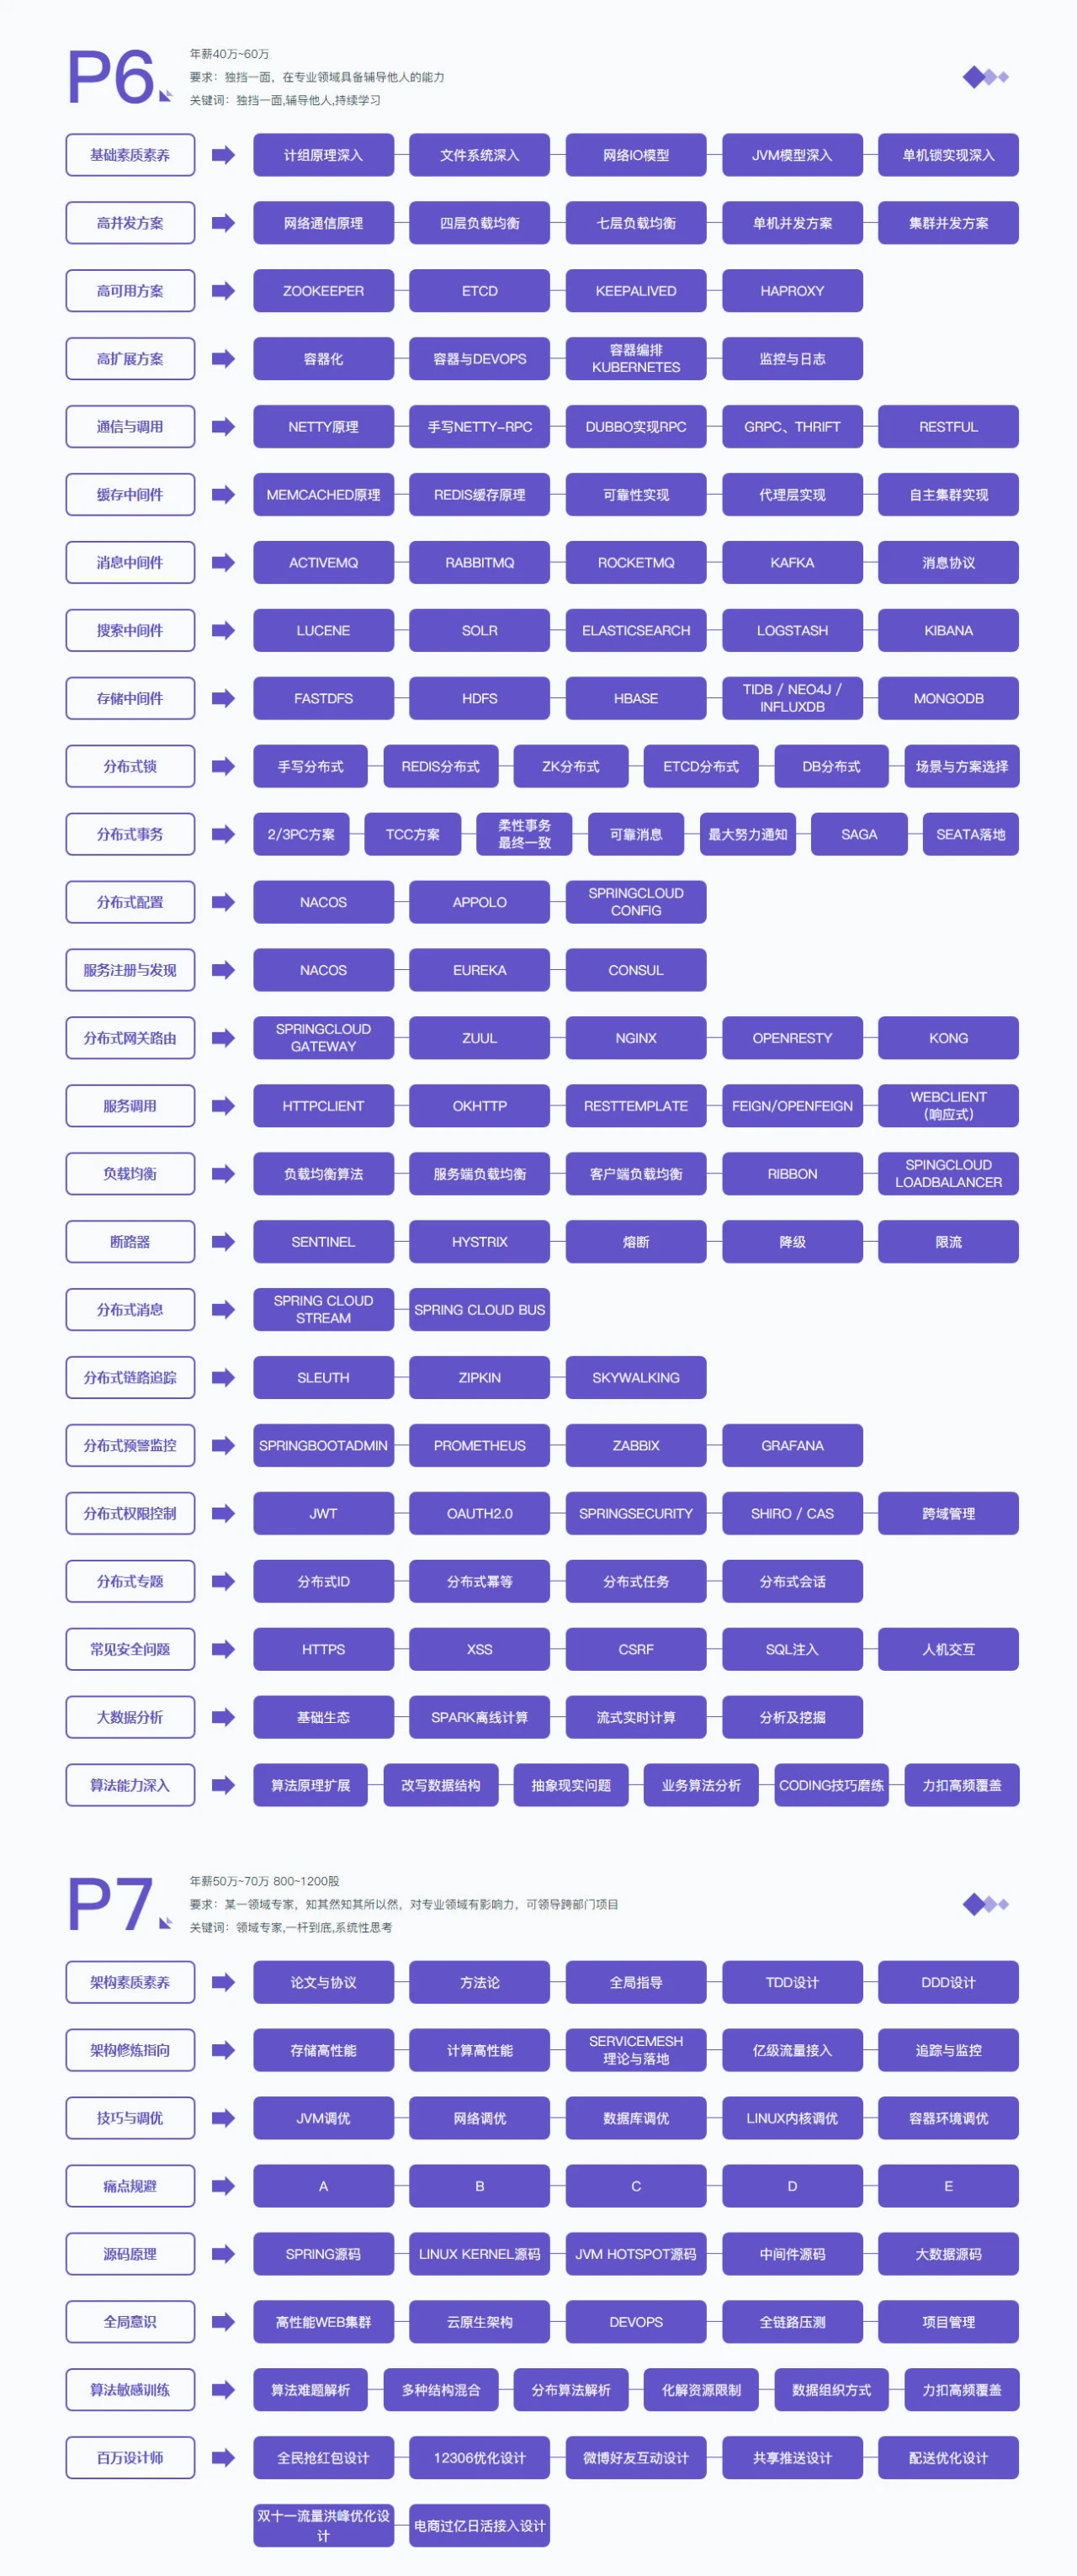 P6
年薪40万~60万
要求：独挡一面，在专业领域具备辅导他人的能力
关键词：独挡一面,辅导他人,持续学习
基础素质素养 计组原理深入 文件系统深入 网络IO模型 JVM模型深入 单机锁实现深入
高并发方案 网络通信原理 四层负载均衡 七层负载均衡 单机并发方案 集群并发方案
高可用方案 ZOOKEEPER ETCD KEEPALIVED HAPROXY
高扩展方案 容器化 容器与DEVOPS 容器编排
KUBERNETES 监控与日志
通信与调用 NETTY原理 手写NETTY-RPC DUBBO实现RPC GRPC、THRIFT RESTFUL
缓存中间件 MEMCACHED原理 REDIS缓存原理 可靠性实现 代理层实现 自主集群实现
消息中间件 ACTIVEMQ RABBITMQ ROCKETMQ KAFKA 消息协议
搜索中间件 LUCENE SOLR ELASTICSEARCH LOGSTASH KIBANA
存储中间件 FASTDFS HDFS HBASE TIDB / NEO4J /
INFLUXDB MONGODB
分布式锁 手写分布式 REDIS分布式 ZK分布式 ETCD分布式 DB分布式 场景与方案选择
分布式事务 2/3PC方案 TCC方案 柔性事务
最终一致 可靠消息 最大努力通知 SAGA SEATA落地
分布式配置 NACOS APPOLO SPRINGCLOUD
CONFIG
服务注册与发现 NACOS EUREKA CONSUL
分布式网关路由 SPRINGCLOUD
GATEWAY ZUUL NGINX OPENRESTY KONG
服务调用 HTTPCLIENT OKHTTP RESTTEMPLATE FEIGN/OPENFEIGN WEBCLIENT
（响应式）
负载均衡 负载均衡算法 服务端负载均衡 客户端负载均衡 RIBBON SPINGCLOUD
LOADBALANCER
断路器 SENTINEL HYSTRIX 熔断 降级 限流
分布式消息 SPRING CLOUD
STREAM SPRING CLOUD BUS
分布式链路追踪 SLEUTH ZIPKIN SKYWALKING
分布式预警监控 SPRINGBOOTADMIN PROMETHEUS ZABBIX GRAFANA
分布式权限控制 JWT OAUTH2.0 SPRINGSECURITY SHIRO / CAS 跨域管理
分布式专题 分布式ID 分布式幂等 分布式任务 分布式会话
常见安全问题 HTTPS XSS CSRF SQL注入 人机交互
大数据分析 基础生态 SPARK离线计算 流式实时计算 分析及挖掘
算法能力深入 算法原理扩展 改写数据结构 抽象现实问题 业务算法分析 CODING技巧磨练 力扣高频覆盖
P7
年薪50万~70万 800~1200股
要求：某一领域专家，知其然知其所以然，对专业领域有影响力，可领导跨部门项目
关键词：领域专家,一杆到底,系统性思考
架构素质素养 论文与协议 方法论 全局指导 TDD设计 DDD设计
架构修炼指向 存储高性能 计算高性能 SERVICEMESH
理论与落地 亿级流量接入 追踪与监控
技巧与调优 JVM调优 网络调优 数据库调优 LINUX内核调优 容器环境调优
痛点规避 A B C D E
源码原理 SPRING源码 LINUX KERNEL源码 JVM HOTSPOT源码 中间件源码 大数据源码
全局意识 高性能WEB集群 云原生架构 DEVOPS 全链路压测 项目管理
算法敏感训练 算法难题解析 多种结构混合 分布算法解析 化解资源限制 数据组织方式 力扣高频覆盖
百万设计师 全民抢红包设计 12306优化设计 微博好友互动设计 共享推送设计 配送优化设计
双十一流量洪峰优化设
计 电商过亿日活接入设计